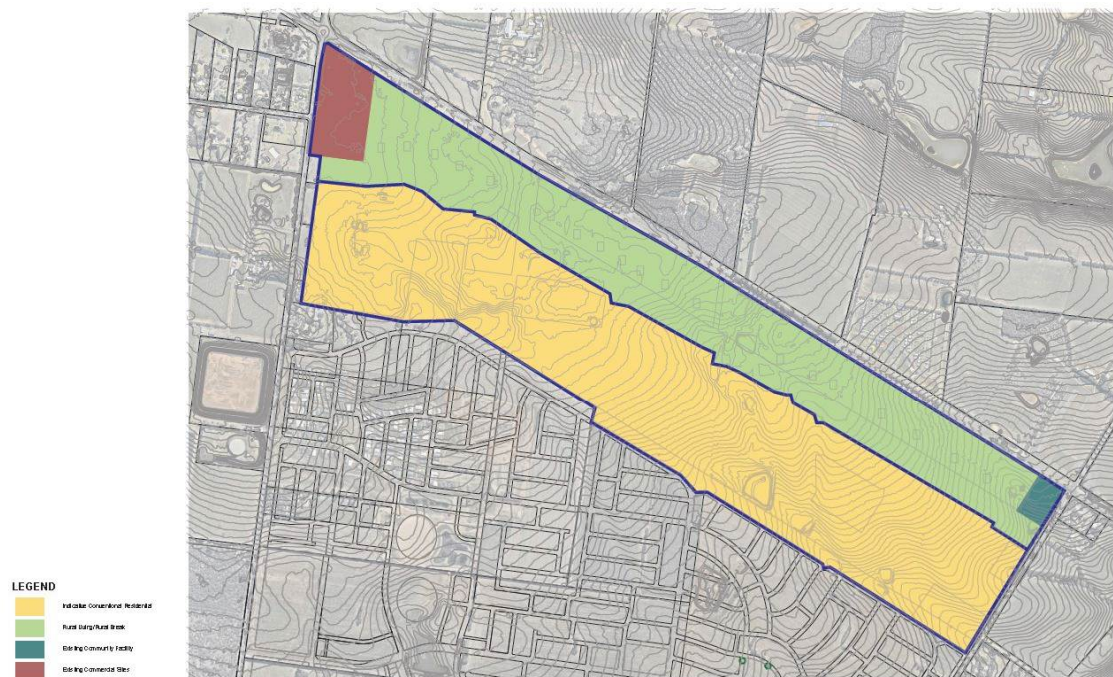 LEGEND
Indicative Conventional Residential
Rural Living/Rural Break
Existing Community Facility
Existing Commercial Sites